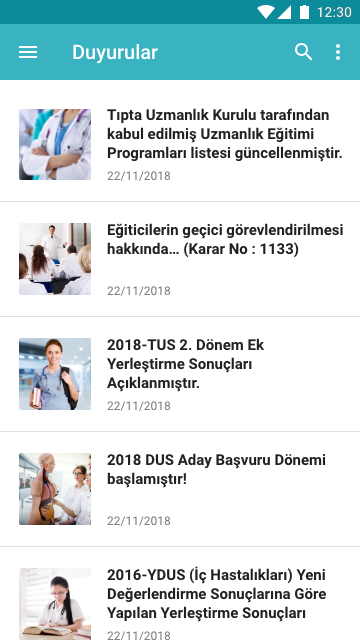 12:30
Duyurular
Tıpta Uzmanlık Kurulu tarafından
kabul edilmiş Uzmanlık Eğitimi
Programları listesi güncellenmiştir.
22/11/2018
Eğiticilerin geçici görevlendirilmesi
hakkında… (Karar No : 1133)
22/11/2018
2018-TUS 2. Dönem Ek
Yerleştirme Sonuçları
Açıklanmıştır.
22/11/2018
2018 DUS Aday Başvuru Dönemi
başlamıştır!
22/11/2018
2016-YDUS (İç Hastalıkları) Yeni
Değerlendirme Sonuçlarına Göre
Yapılan Yerleştirme Sonuçları
22/11/2018